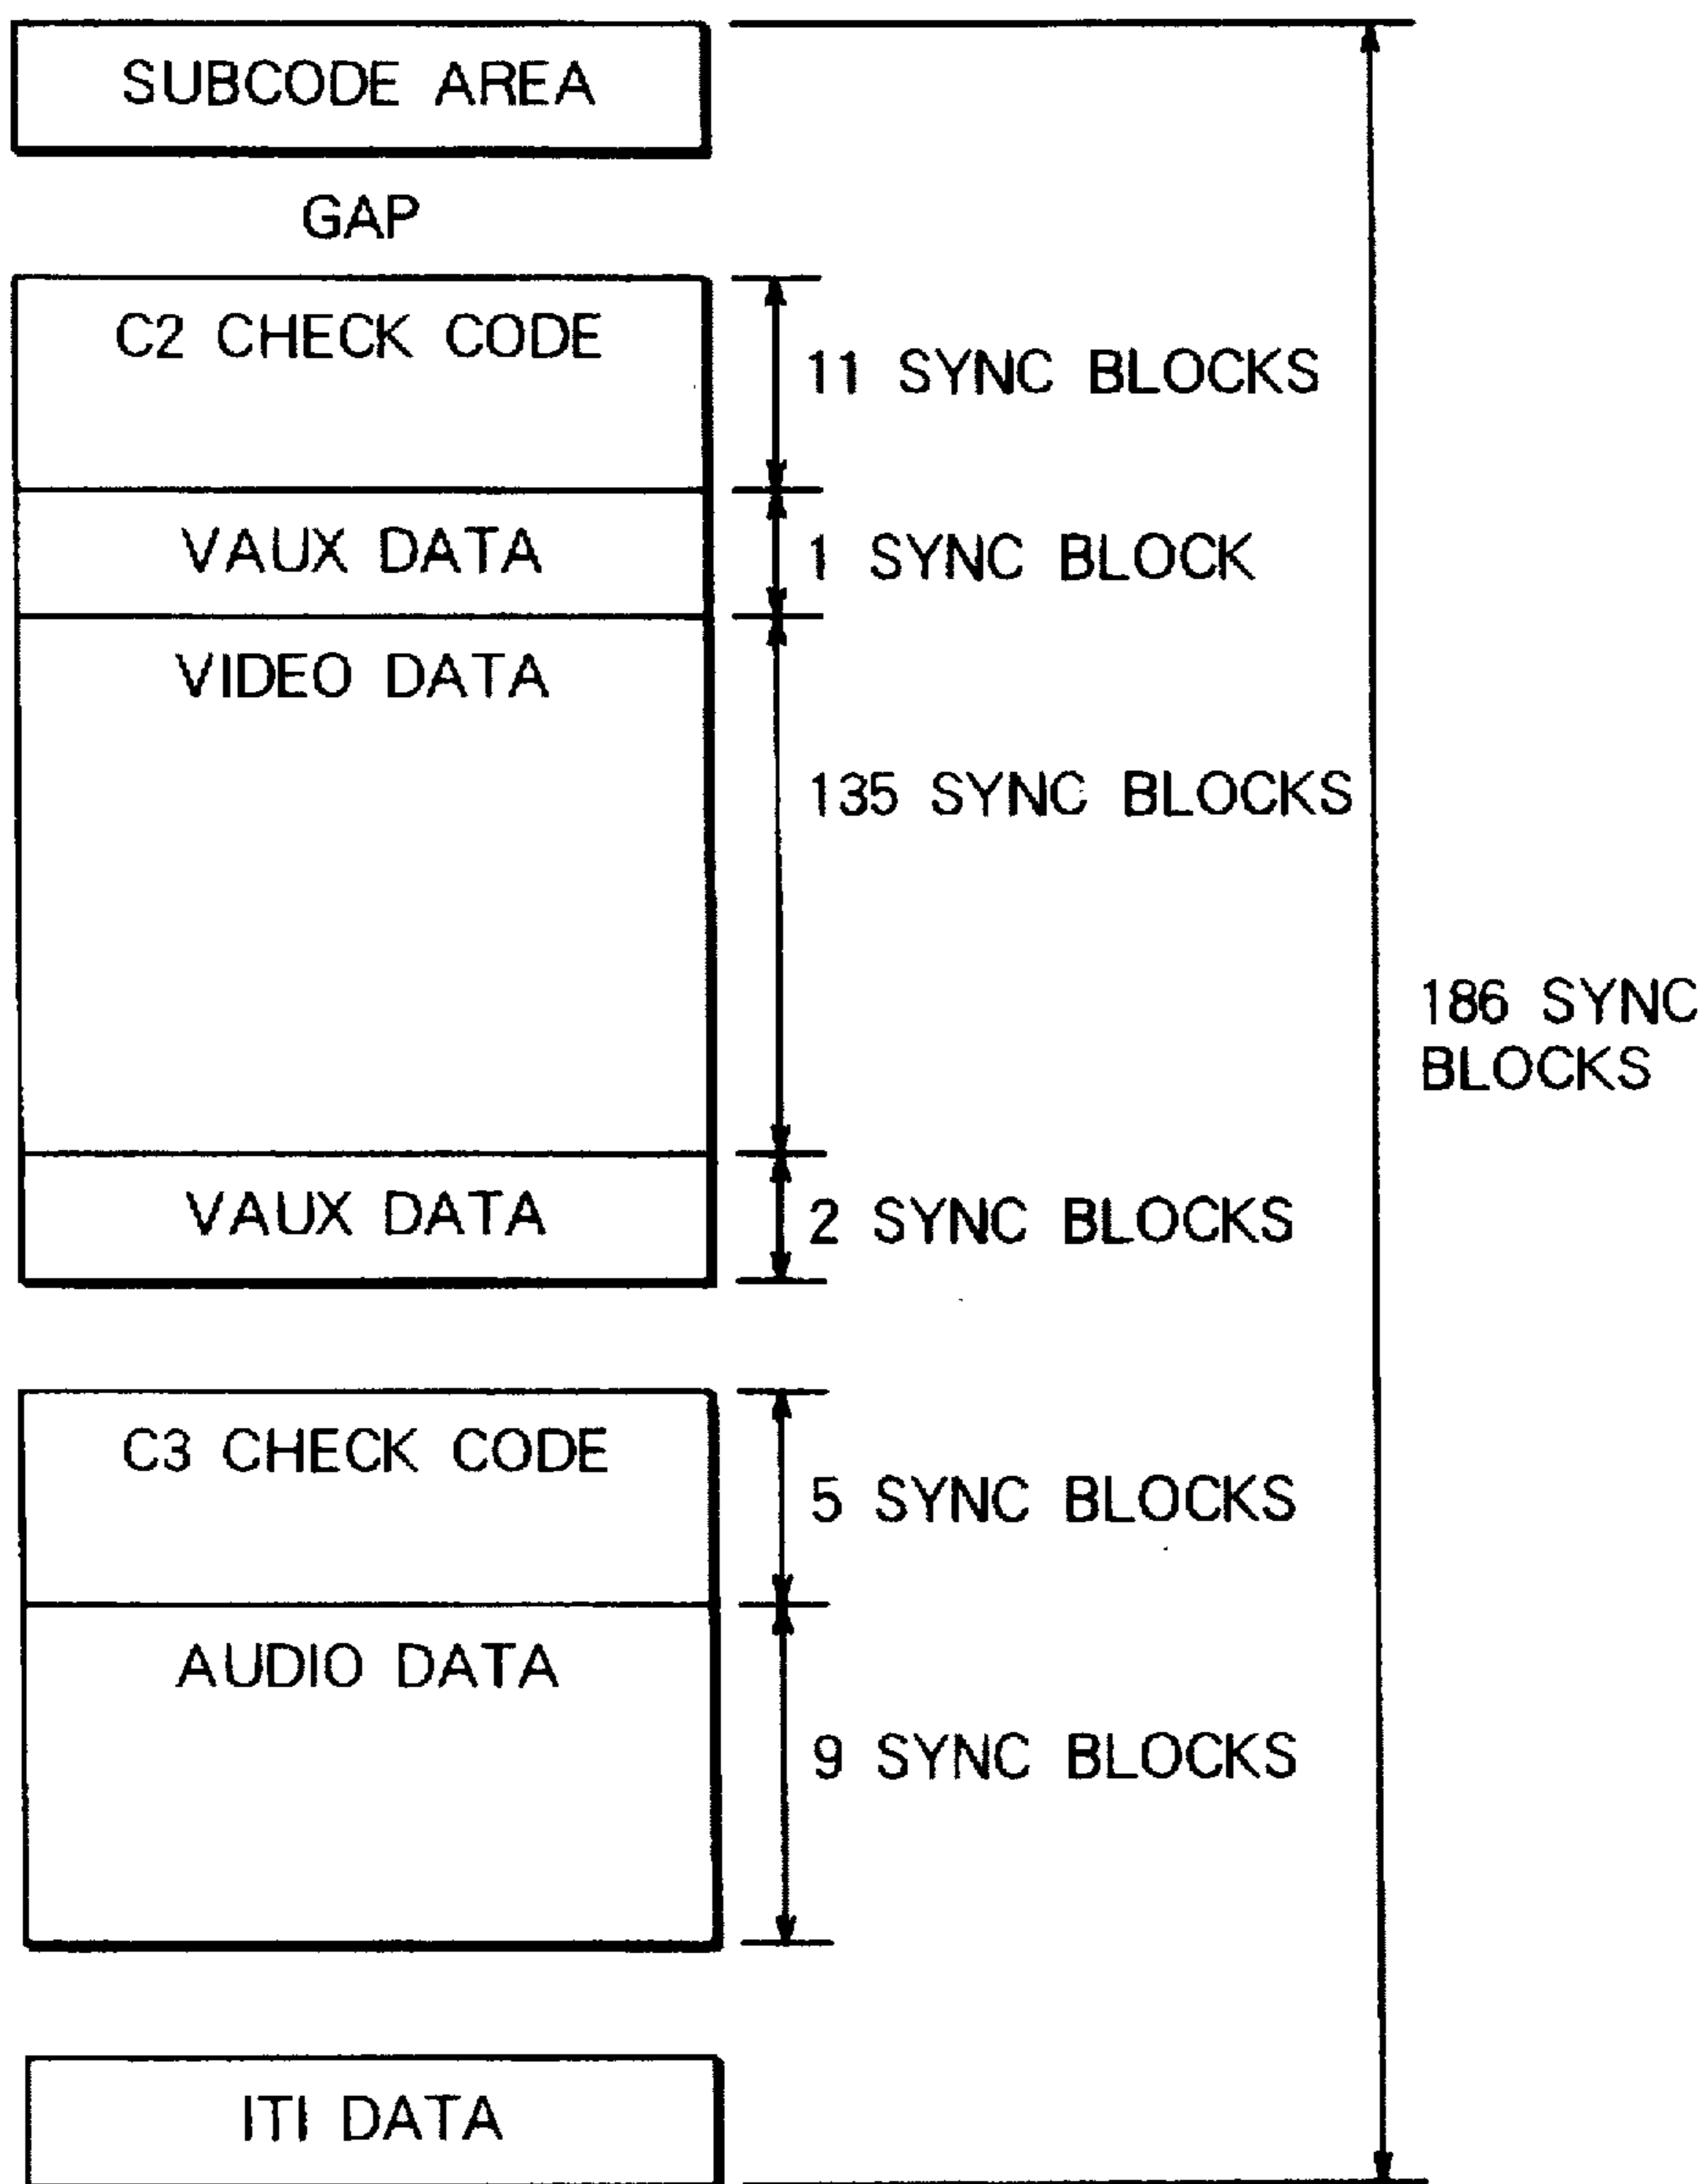 SUBCODE AREA
GAP
C2 CHECK CODE
11 SYNC BLOCKS
VAUX DATA
1 SYNC BLOCK
VIDEO DATA
135 SYNC BLOCKS
186 SYNC
BLOCKS
VAUX DATA
2 SYNC BLOCKS
C3 CHECK CODE
5 SYNC BLOCKS
AUDIO DATA
9 SYNC BLOCKS
ITI DATA